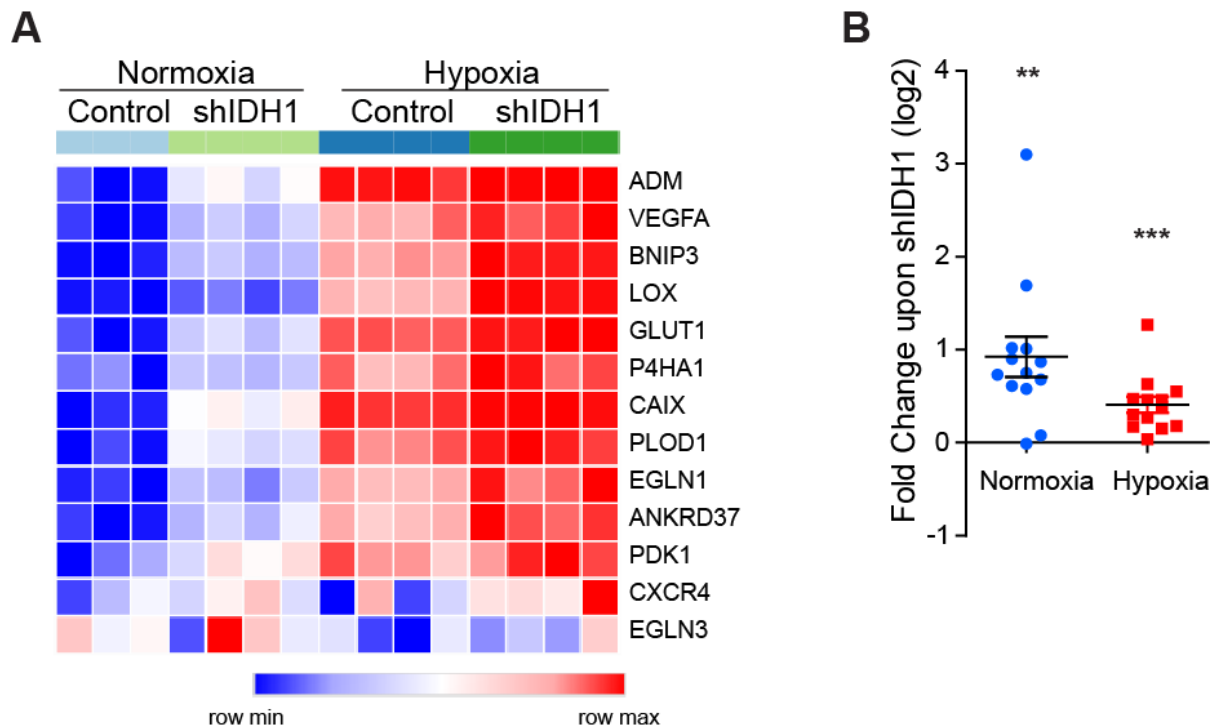 A
Normoxia Hypoxia
Control shIDH1 Control shIDH1
ADM
VEGFA
BNIP3
LOX
GLUT1
P4HA1
CAIX
PLOD1
EGLN1
ANKRD37
PDK1
CXCR4
EGLN3
row min row max
B
Fold Change upon shIDH1 (log2)
4
3
2
1
0
-1
**
***
Normoxia Hypoxia